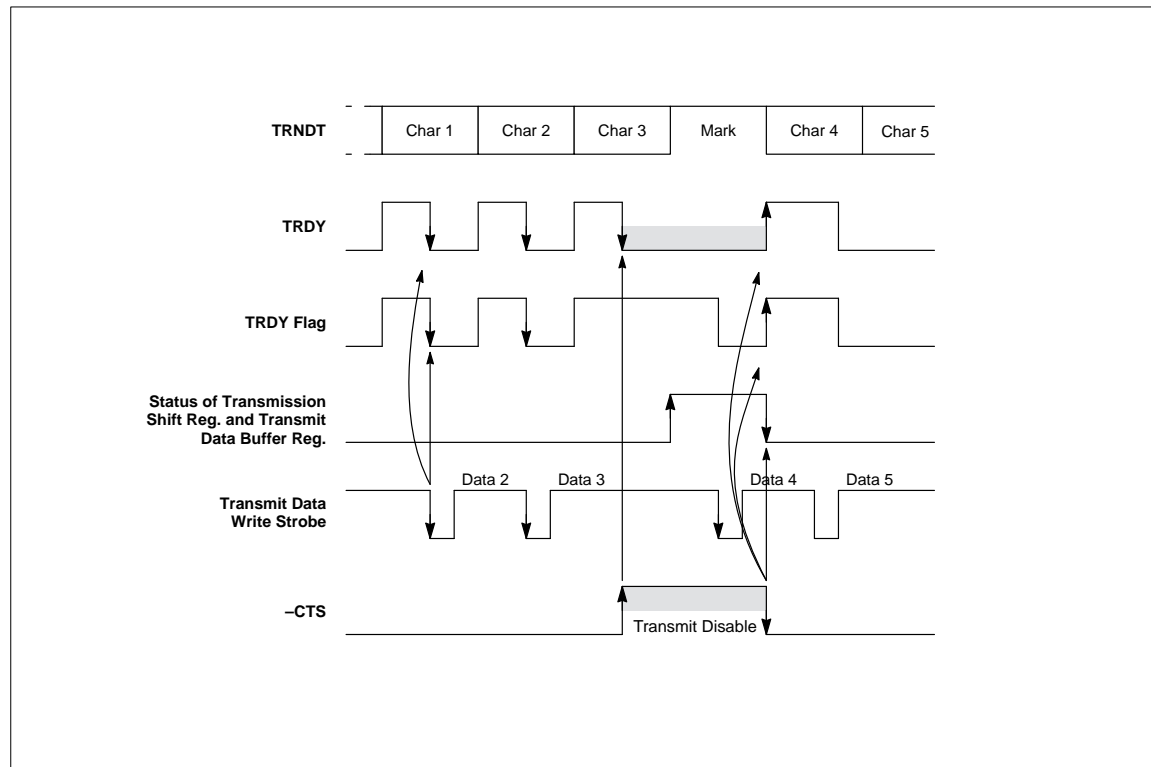 TRNDT
Char 1
Char 2
Char 3
Mark
Char 4
Char 5
TRDY
TRDY Flag
Status of Transmission
Shift Reg. and Transmit
Data Buffer Reg.
Data 2
Data 3
Data 4
Data 5
Transmit Data
Write Strobe
–CTS
Transmit Disable